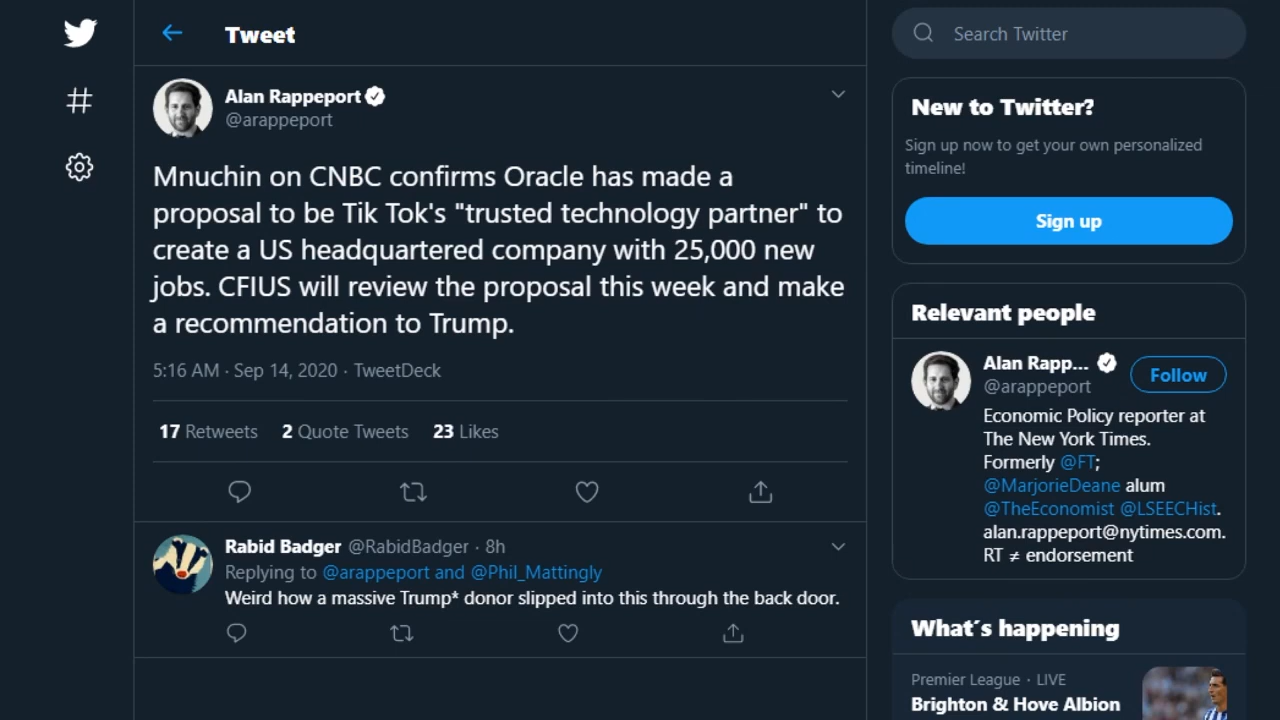 Tweet
Alan Rappeport
@arappeport
Mnuchin on CNBC confirms Oracle has made a
proposal to be Tik Tok's "trusted technology partner" to
create a US headquartered company with 25,000 new
jobs. CFIUS will review the proposal this week and make
a recommendation to Trump.
5:16 AM · Sep 14, 2020 · TweetDeck
17 Retweets 2 Quote Tweets 23 Likes
Rabid Badger @RabidBadger · 8h
Replying to @arappeport and @Phil_Mattingly
Weird how a massive Trump* donor slipped into this through the back door.
Search Twitter
New to Twitter?
Sign up now to get your own personalized
timeline!
Sign up
Relevant people
Alan Rapp...
@arappeport
Follow
Economic Policy reporter at
The New York Times.
Formerly @FT;
@MarjorieDeane alum
@TheEconomist @LSEECHist.
alan.rappeport@nytimes.com.
RT ≠ endorsement
What´s happening
Premier League · LIVE
Brighton & Hove Albion